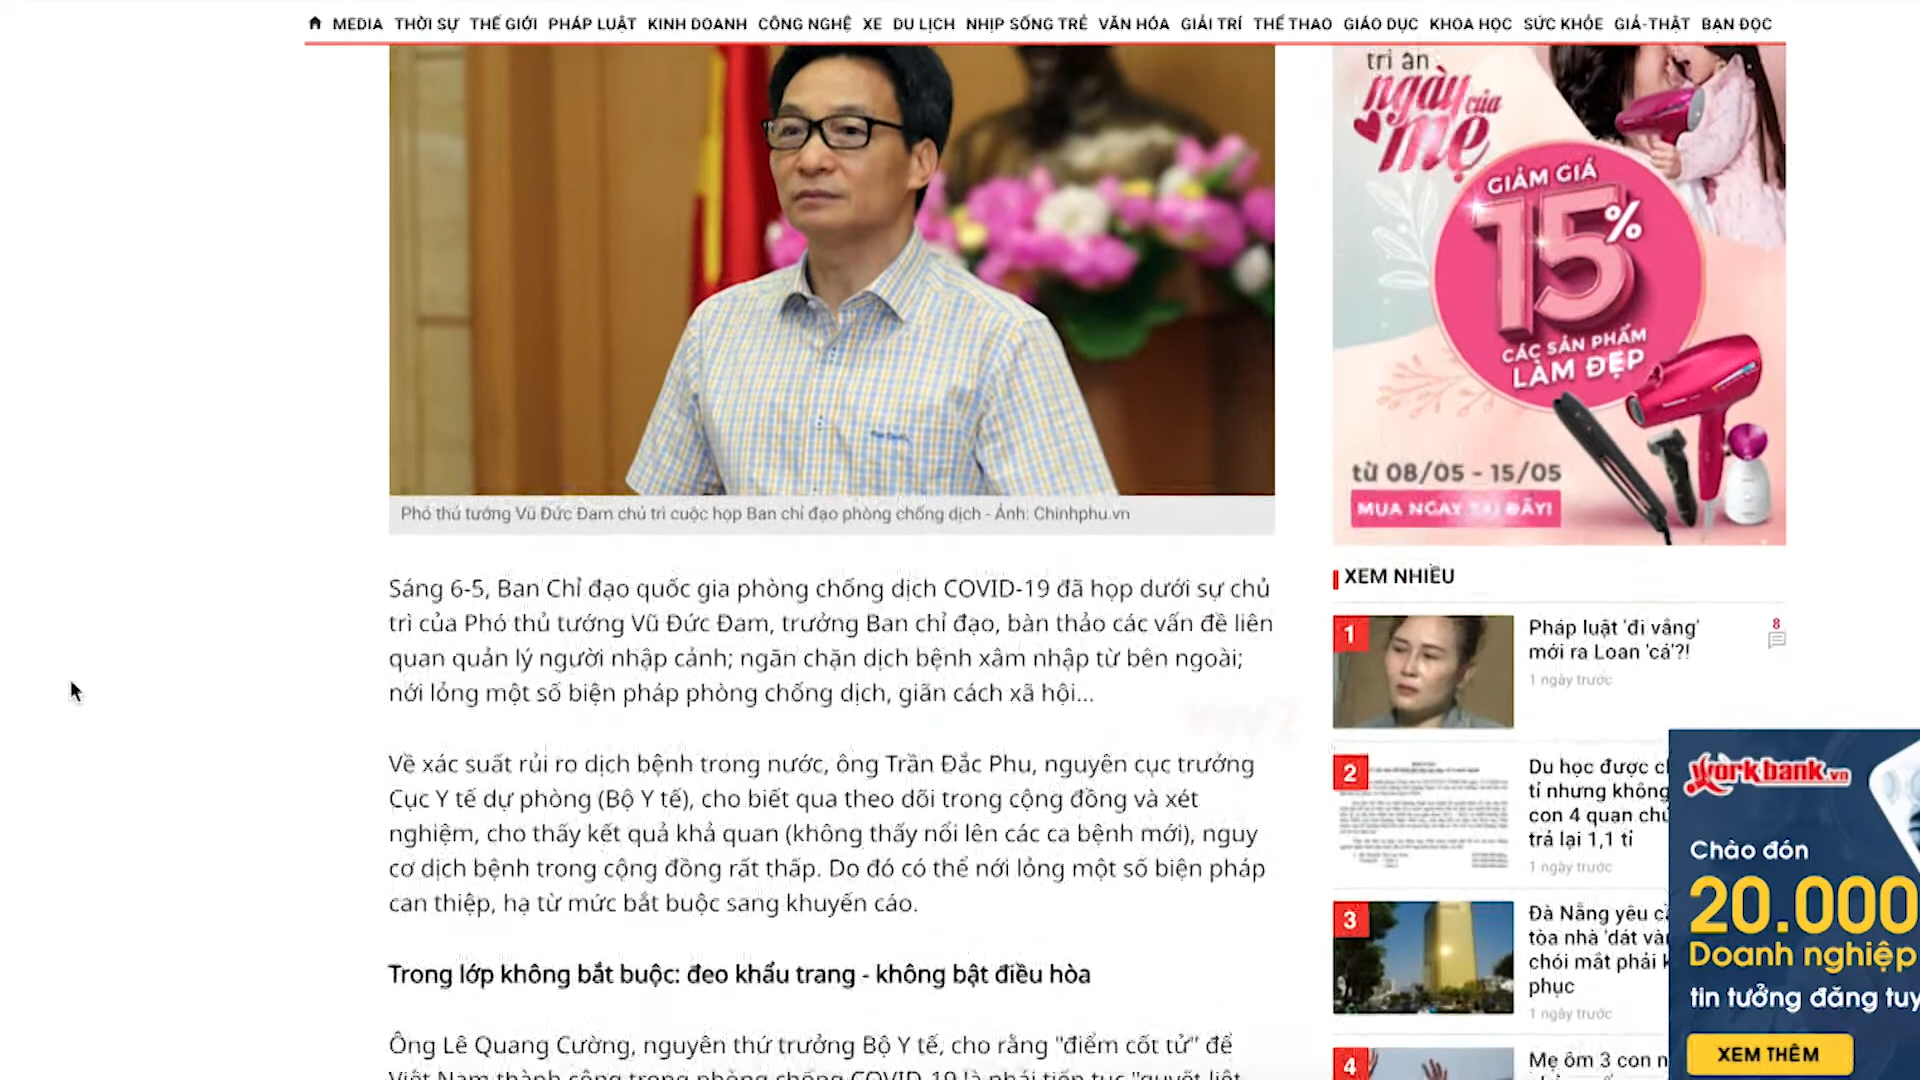 MEDIA THỜI SỰ THẾ GIỚI PHÁP LUẬT KINH DOANH CÔNG NGHỆ XE DU LỊCH NHỊP SỐNG TRẺ VĂN HÓA GIẢI TRÍ THỂ THAO GIÁO DỤC KHOA HỌC SỨC KHỎE GIẢ-THẬT BẠN ĐỌC
Phó thủ tướng Vũ Đức Đam chủ trì cuộc họp Ban chỉ đạo phòng chống dịch - Ảnh: Chinhphu.vn
Sáng 6-5, Ban Chỉ đạo quốc gia phòng chống dịch COVID-19 đã họp dưới sự chủ
trì của Phó thủ tướng Vũ Đức Đam, trưởng Ban chỉ đạo, bàn thảo các vấn đề liên
quan quản lý người nhập cảnh; ngăn chặn dịch bệnh xâm nhập từ bên ngoài;
nới lỏng một số biện pháp phòng chống dịch, giãn cách xã hội...
Về xác suất rủi ro dịch bệnh trong nước, ông Trần Đắc Phu, nguyên cục trưởng
Cục Y tế dự phòng (Bộ Y tế), cho biết qua theo dõi trong cộng đồng và xét
nghiệm, cho thấy kết quả khả quan (không thấy nổi lên các ca bệnh mới), nguy
cơ dịch bệnh trong cộng đồng rất thấp. Do đó có thể nới lỏng một số biện pháp
can thiệp, hạ từ mức bắt buộc sang khuyến cáo.
Trong lớp không bắt buộc: đeo khẩu trang - không bật điều hòa
Ông Lê Quang Cường, nguyên thứ trưởng Bộ Y tế, cho rằng "điểm cốt tử" để
Việt Nam thành công trong phòng chống COVID-19 là phải tiếp tục "quyết liệt
tri ân
ngày của
mẹ
GIẢM GIÁ
15%
CÁC SẢN PHẨM
LÀM ĐẸP
từ 08/05 - 15/05
MUA NGAY TẠI ĐÂY!
XEM NHIỀU
1
Pháp luật 'đi vắng'
mới ra Loan 'cá'?!
8
1 ngày trước
2
Du học được
tỉ nhưng không
con 4 quan
trả lại 1,1 tỉ
1 ngày trước
3
Đà Nẵng yêu
tòa nhà 'dát
chói mắt phải
phục
1 ngày trước
4
Mẹ ôm 3 con
workbank.vn
Chào đón
20.000
Doanh nghiệp
tin tưởng đăng
XEM THÊM